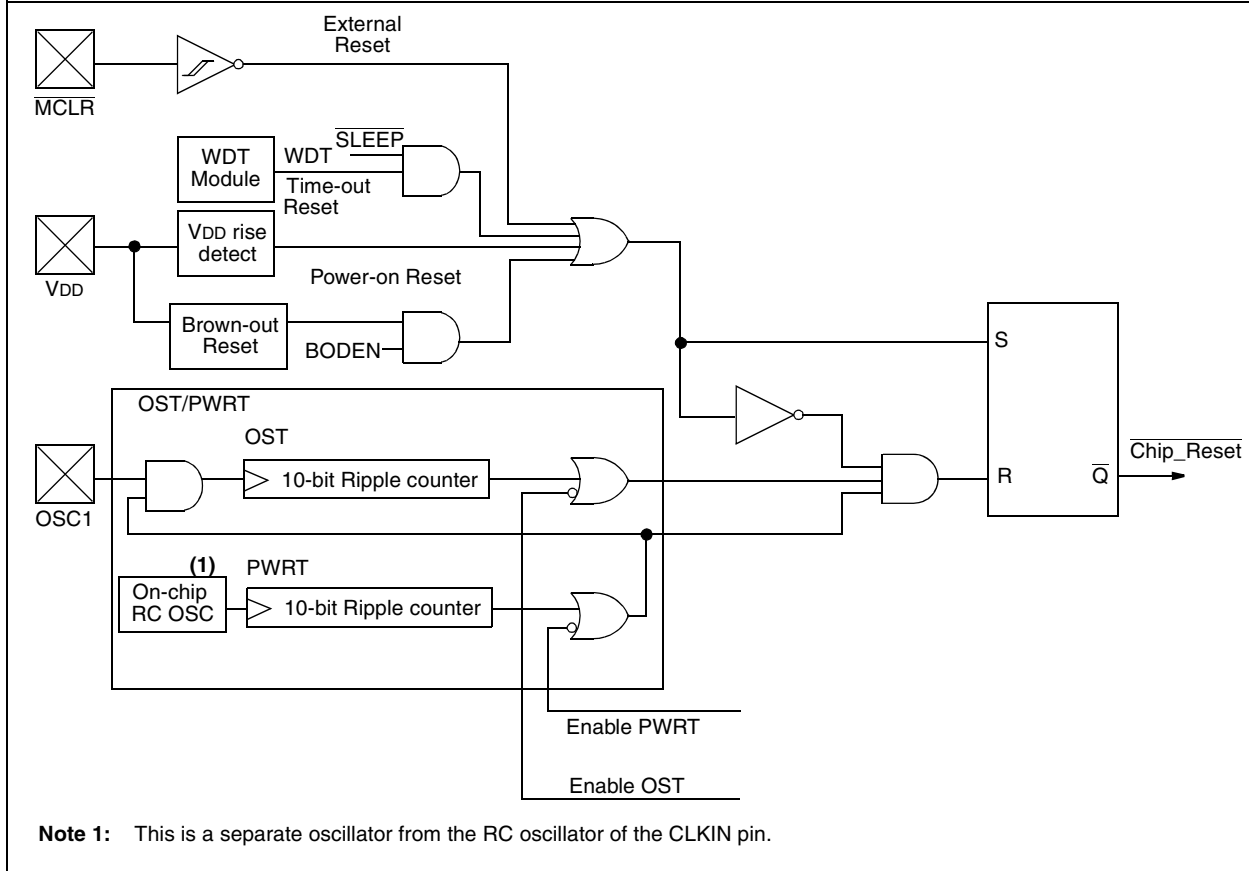 External
Reset
MCLR
SLEEP
WDT
Module
WDT
Time-out
Reset
VDD rise
detect
VDD
Power-on Reset
Brown-out
Reset
BODEN
S
OST/PWRT
OST
10-bit Ripple counter
OSC1
R
Q
Chip_Reset
(1)
PWRT
On-chip
RC OSC
10-bit Ripple counter
Enable PWRT
Enable OST
Note 1: This is a separate oscillator from the RC oscillator of the CLKIN pin.